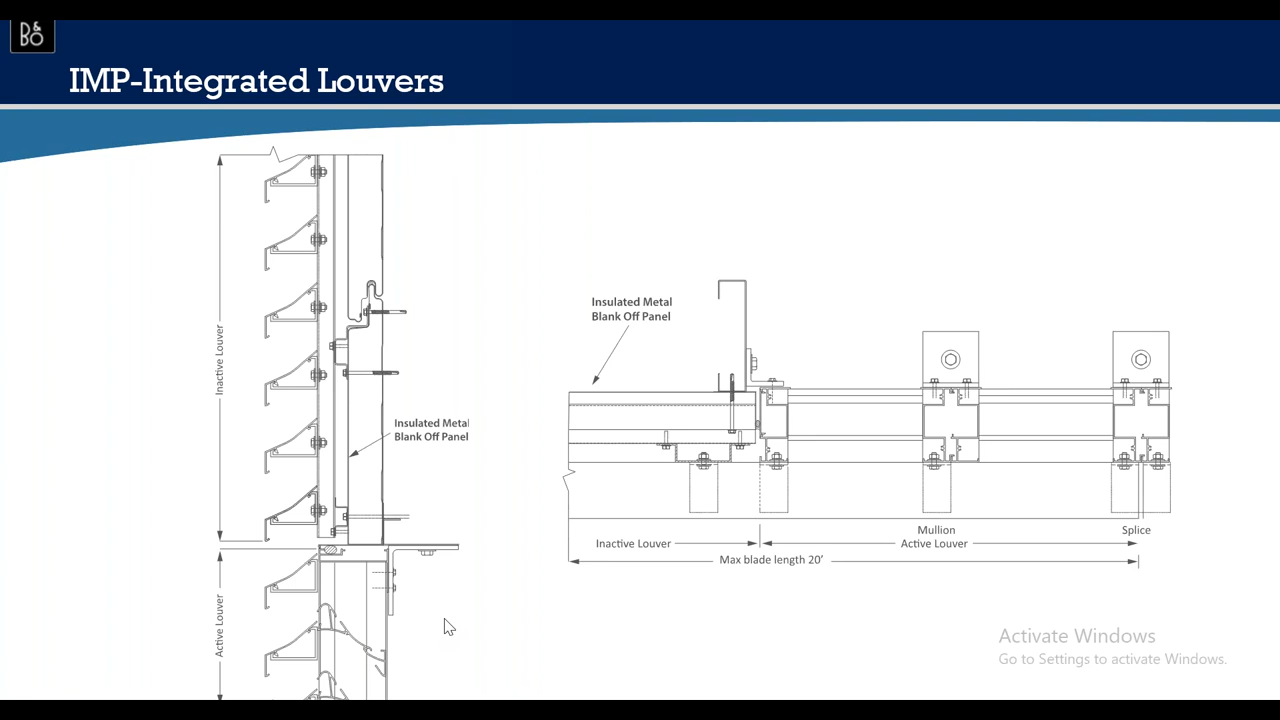 B&
BO
IMP-Integrated Louvers
Inactive Louver
Insulated Metal
Blank Off Panel
Active Louver
Insulated Metal
Blank Off Panel
Mullion
Splice
Inactive Louver
Active Louver
Max blade length 20'
Activate Windows
Go to Settings to activate Windows.